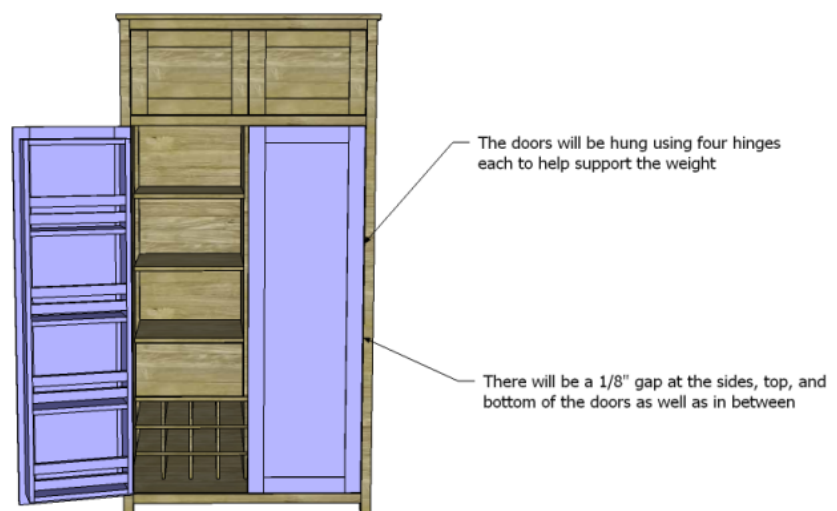 The doors will be hung using four hinges
each to help support the weight
There will be a 1/8" gap at the sides, top, and
bottom of the doors as well as in between